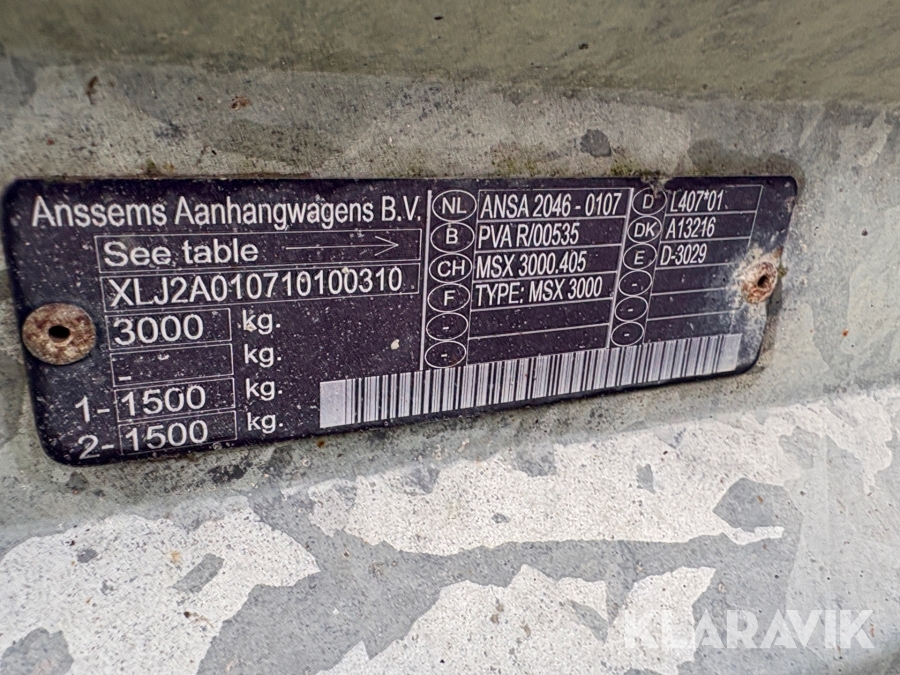 Anssems Aanhangwagens B.V.
See table
XLJ2A010710100310
3000 kg.
- kg.
1- 1500 kg.
2- 1500 kg.
NL ANSA 2046 - 0107
B PVA R/00535
CH MSX 3000.405
F TYPE: MSX 3000
-
-
D L407*01.
DK A13216
E D-3029
-
-
-
KLARAVIK
KLARAVIK